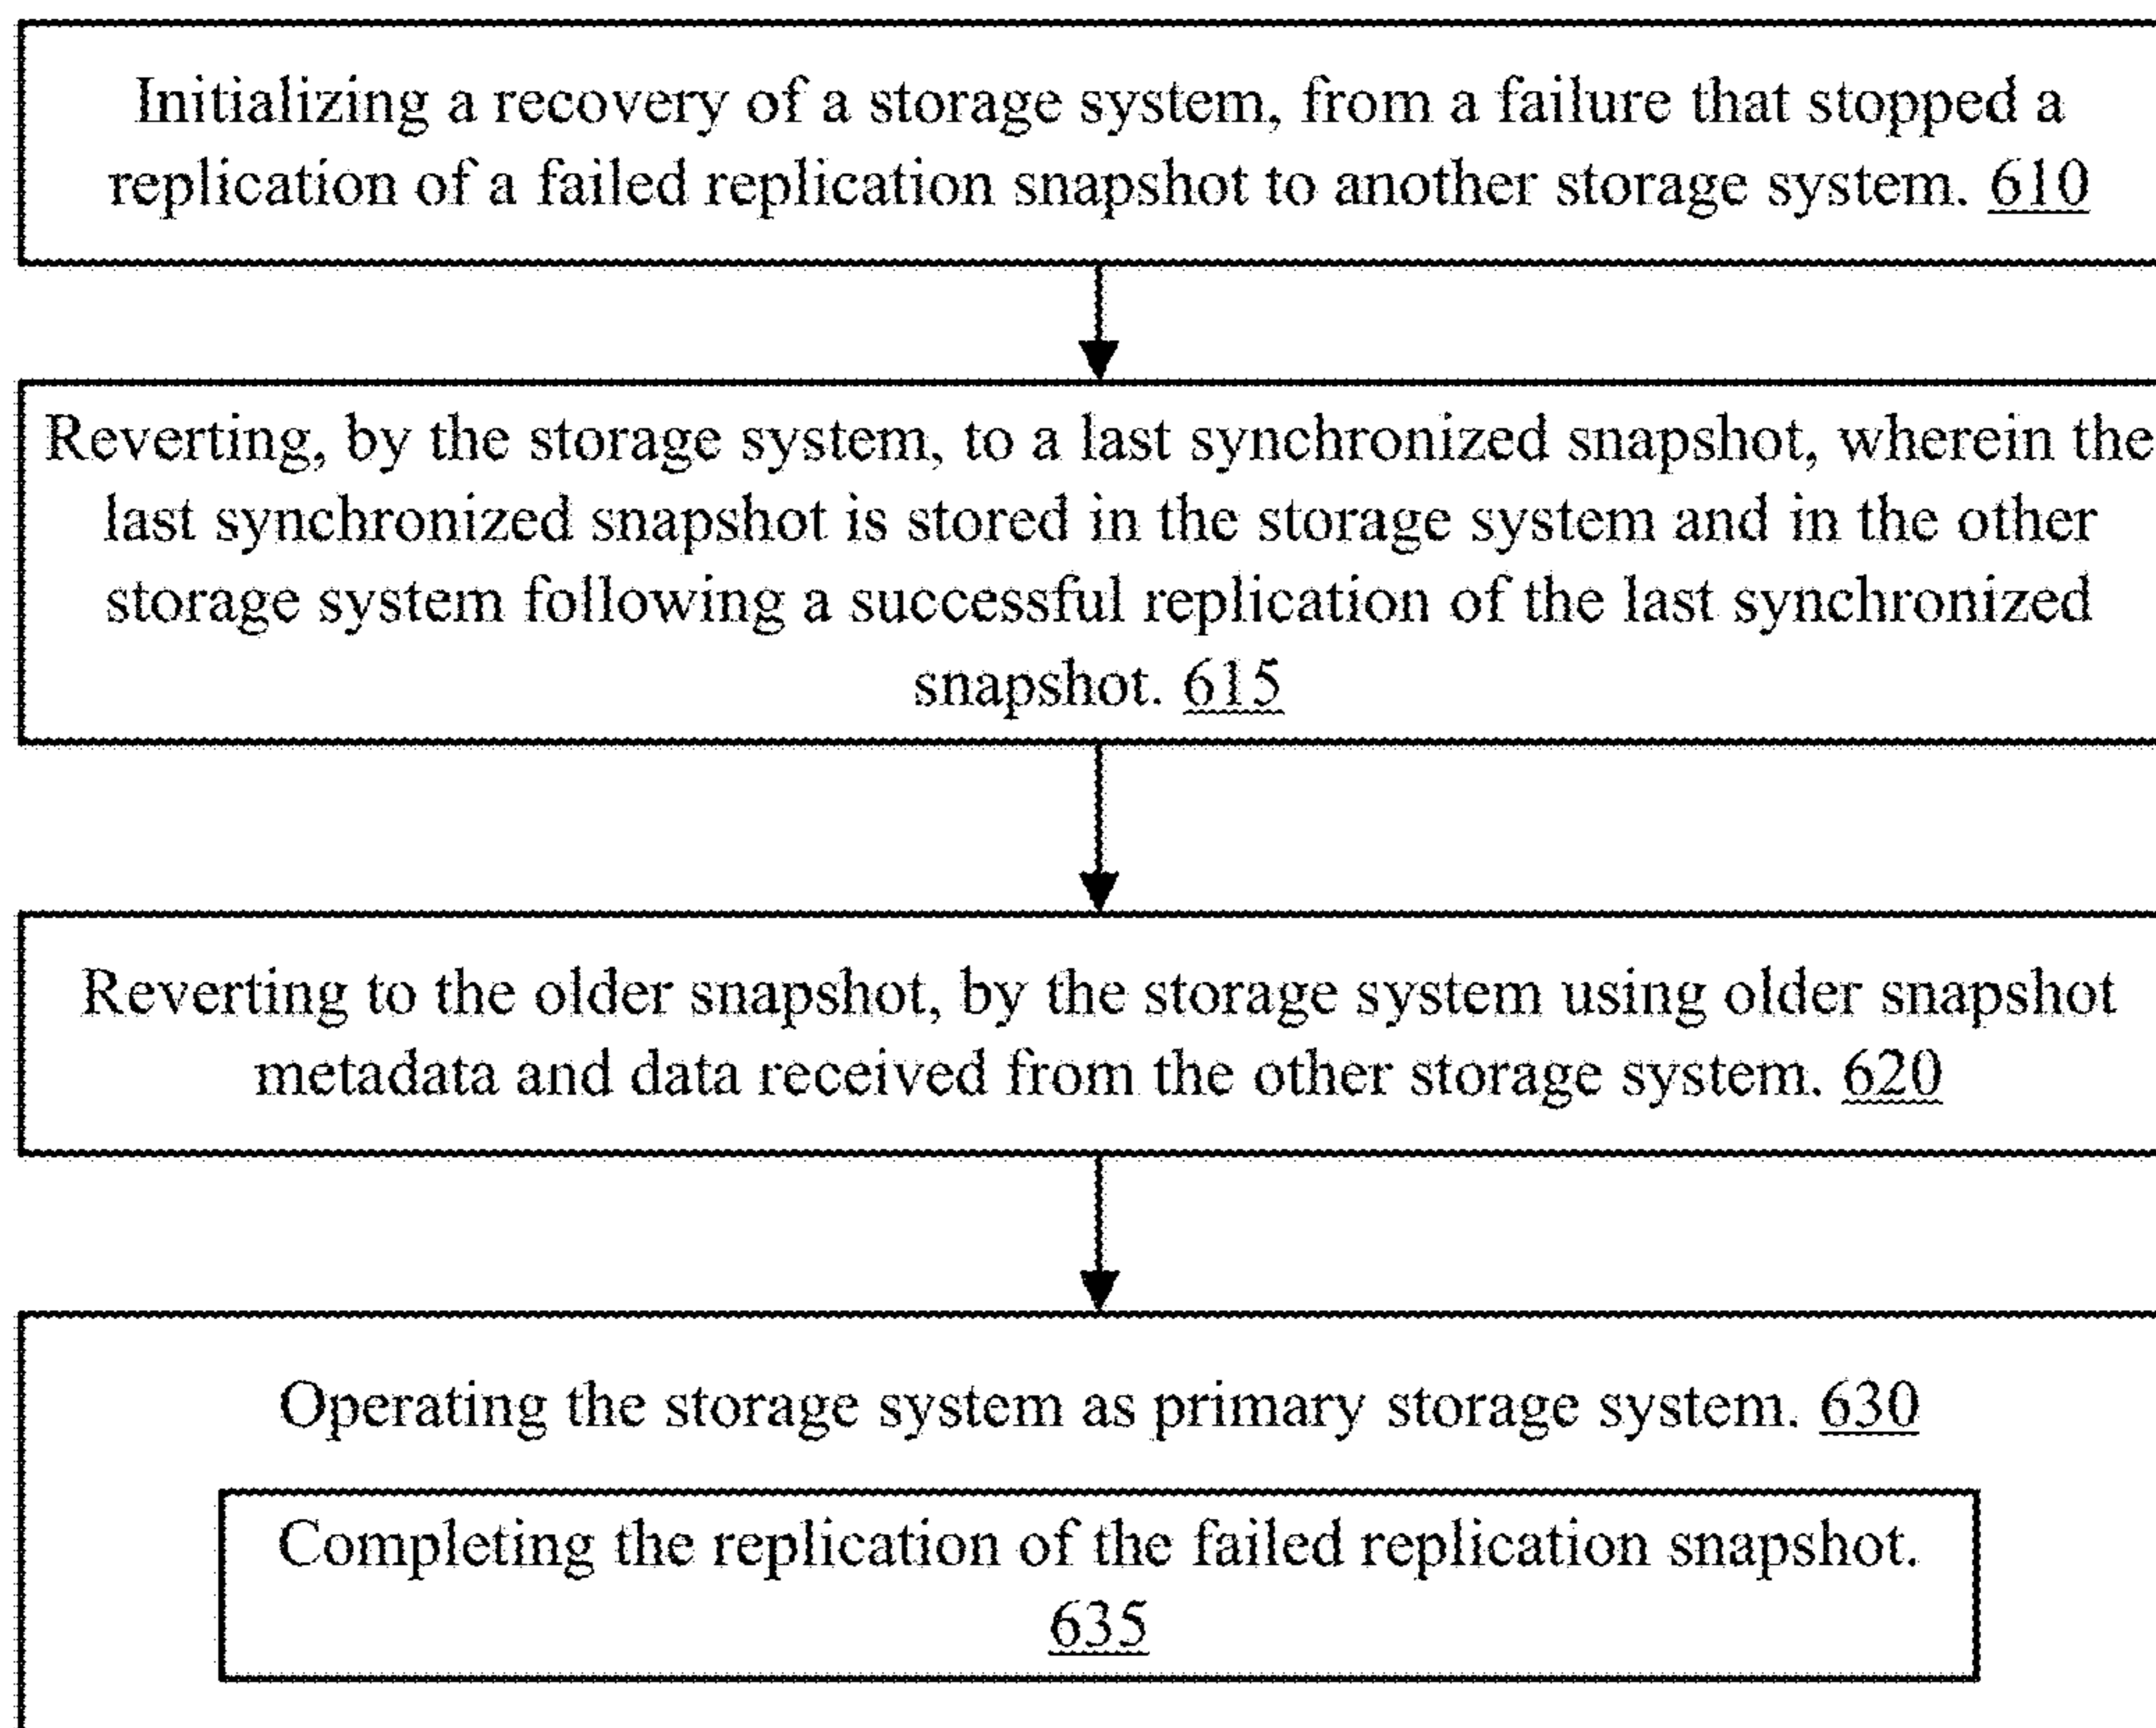 Initializing a recovery of a storage system, from a failure that stopped a
replication of a failed replication snapshot to another storage system. 610
Reverting, by the storage system, to a last synchronized snapshot, wherein the
last synchronized snapshot is stored in the storage system and in the other
storage system following a successful replication of the last synchronized
snapshot. 615
Reverting to the older snapshot, by the storage system using older snapshot
metadata and data received from the other storage system. 620
Operating the storage system as primary storage system. 630
Completing the replication of the failed replication snapshot.
635